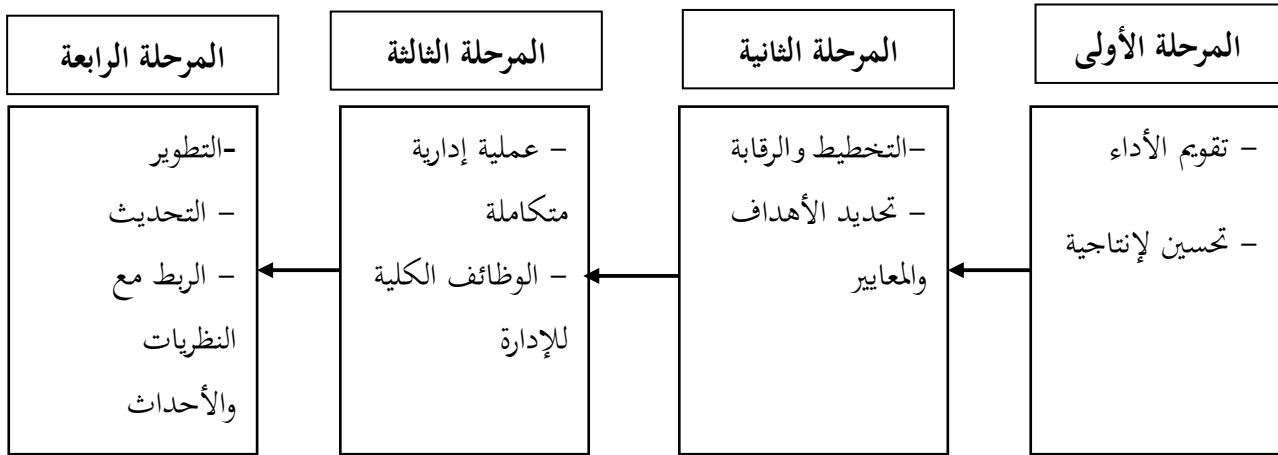 المرحلة الأولى
– تقويم الأداء
– تحسين لإنتاجية
المرحلة الثانية
–التخطيط والرقابة
– تحديد الأهداف
والمعايير
المرحلة الثالثة
– عملية إدارية
متكاملة
– الوظائف الكلية
للإدارة
المرحلة الرابعة
-التطوير
– التحديث
– الربط مع
النظريات
والأحداث